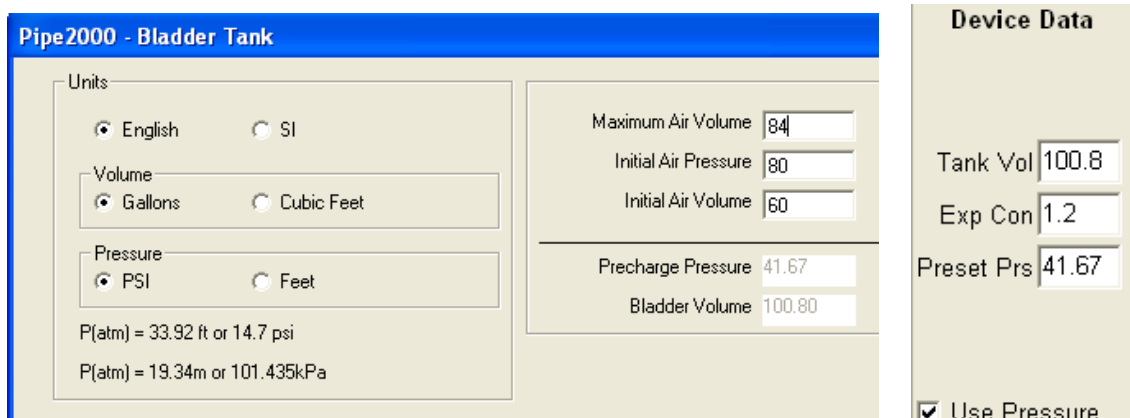 Pipe2000 - Bladder Tank
Units
English SI
Volume
Gallons Cubic Feet
Pressure
PSI Feet
P(atm) = 33.92 ft or 14.7 psi
P(atm) = 19.34m or 101.435kPa
Maximum Air Volume 84
Initial Air Pressure 80
Initial Air Volume 60
Precharge Pressure 41.67
Bladder Volume 100.80
Device Data
Tank Vol 100.8
Exp Con 1.2
Preset Prs 41.67
Use Pressure